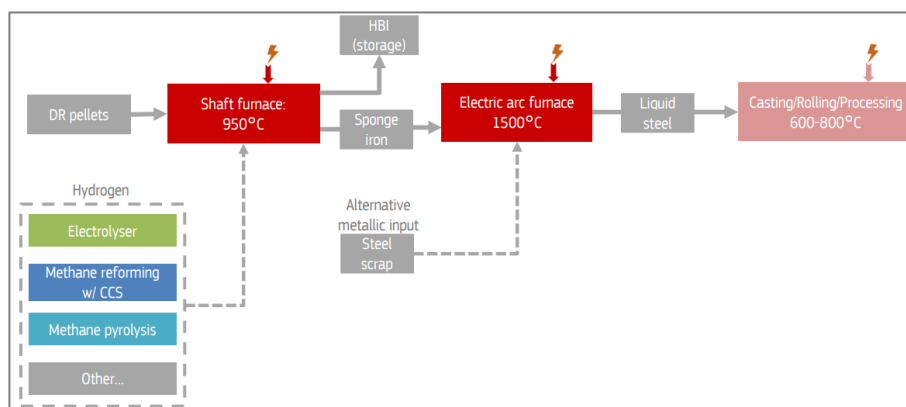 HBI
(storage)
DR pellets
Shaft furnace:
950°C
Sponge
iron
Electric arc furnace
1500°C
Liquid
steel
Casting/Rolling/Processing
600-800°C
Hydrogen
Electrolyser
Methane reforming
w/ CCS
Methane pyrolysis
Other...
Alternative
metallic input
Steel
scrap